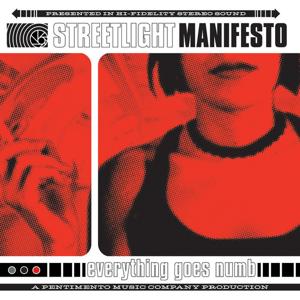 PRESENTED IN HI-FIDELITY STEREO SOUND
STREETLIGHT MANIFESTO
everything goes numb
A PENTIMENTO MUSIC COMPANY PRODUCTION